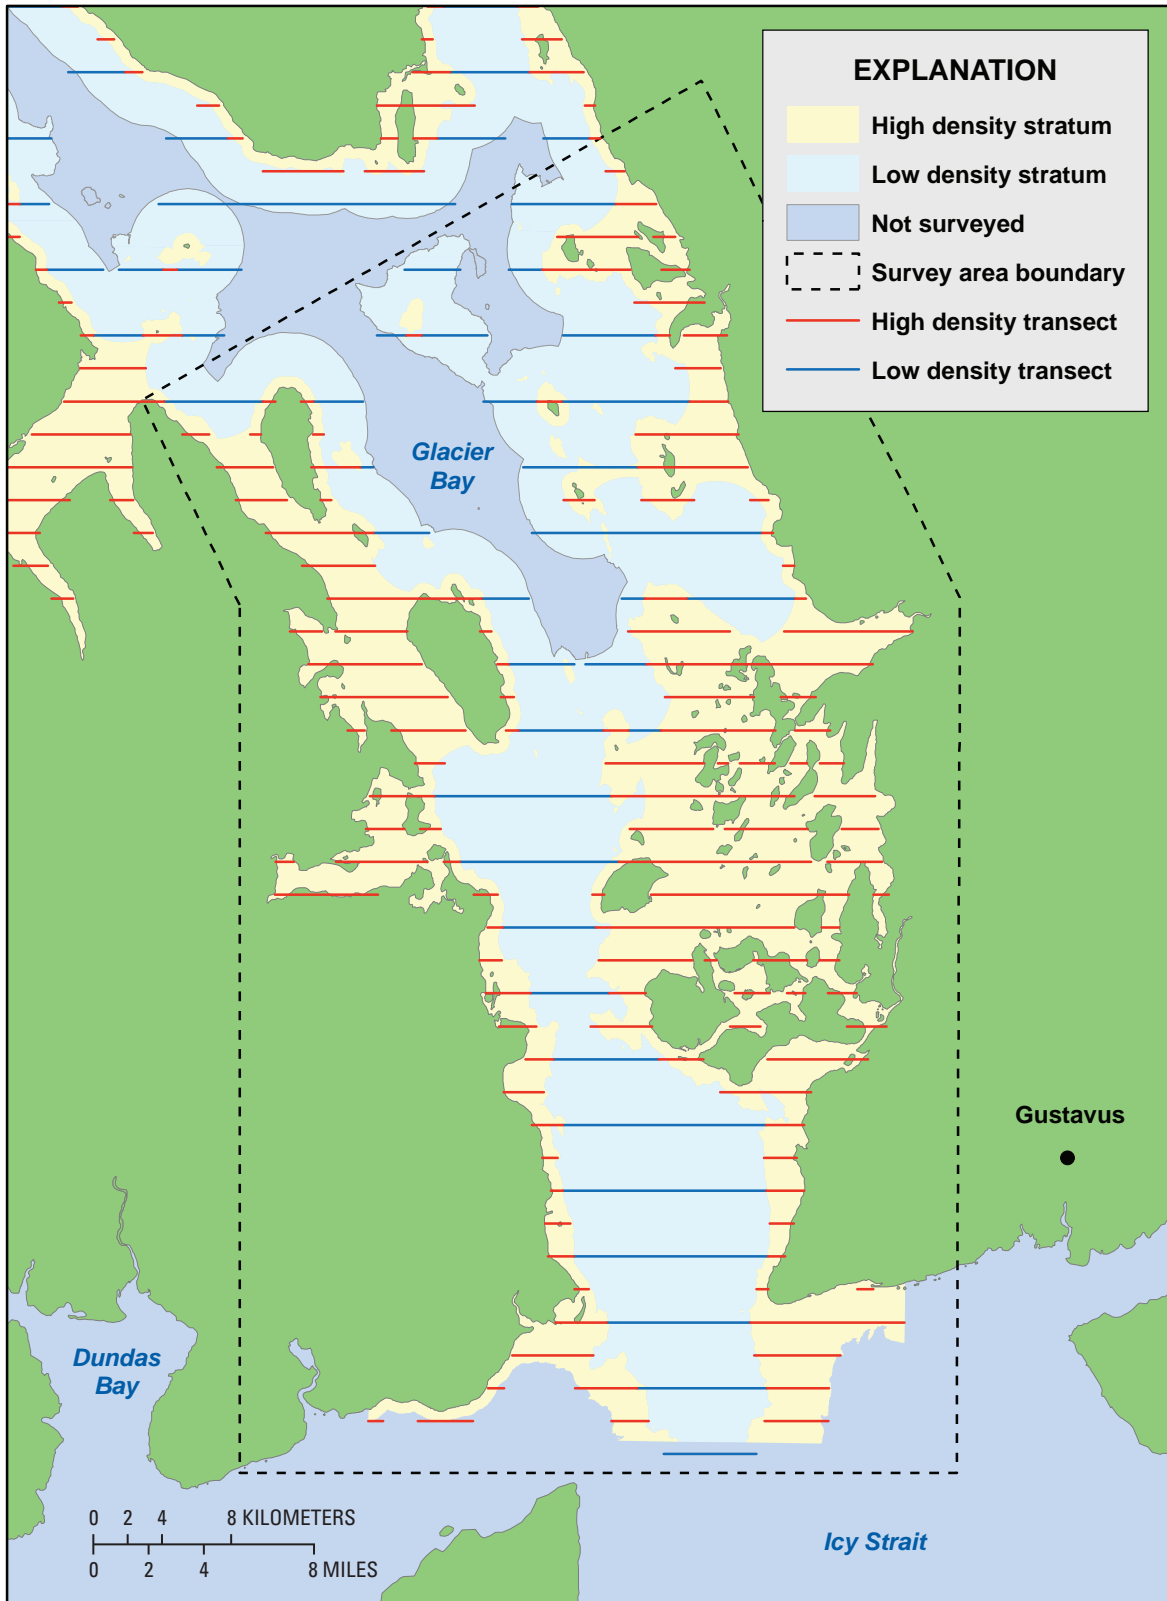 EXPLANATION
High density stratum
Low density stratum
Not surveyed
Survey area boundary
High density transect
Low density transect
Glacier
Bay
Gustavus
Dundas
Bay
0 2 4 8 KILOMETERS
0 2 4 8 MILES
Icy Strait